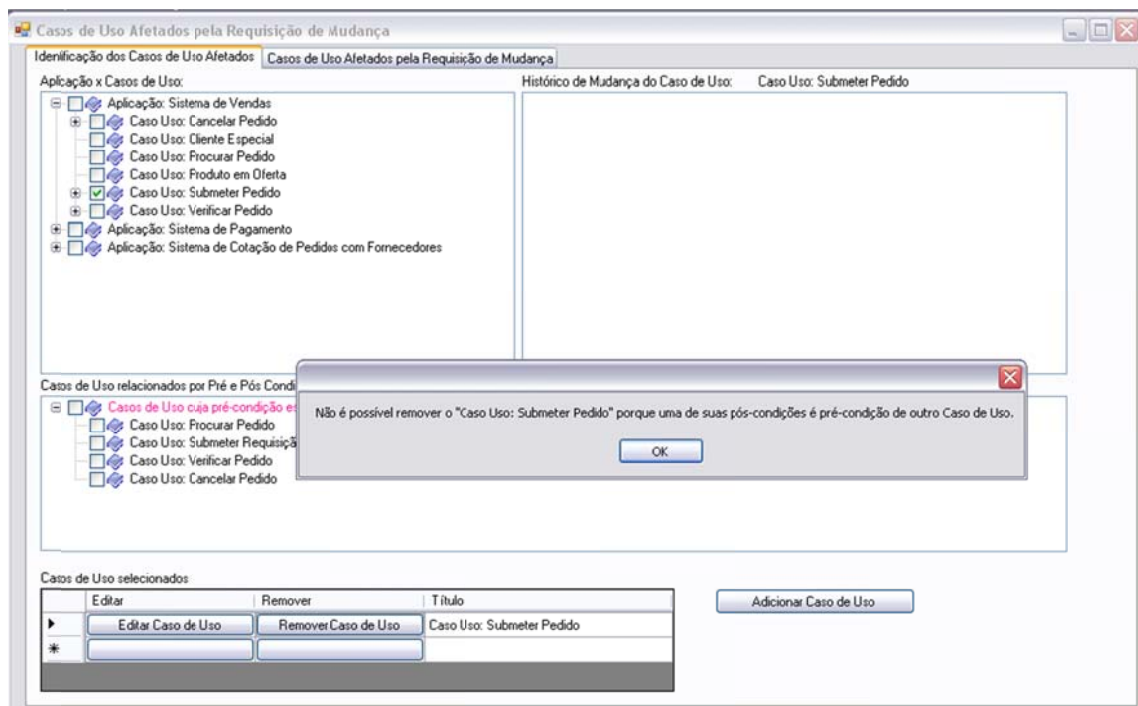 Casos de Uso Afetados pela Requisição de Mudança
Idenificação dos Casos de Uso Afetados
Casos de Uso Afetados pela Requisição de Mudança
Aplicação x Casos de Uso:
Histórico de Mudança do Caso de Uso: Caso Uso: Submeter Pedido
Aplicação: Sistema de Vendas
Caso Uso: Cancelar Pedido
Caso Uso: Cliente Especial
Caso Uso: Procurar Pedido
Caso Uso: Produto em Oferta
Caso Uso: Submeter Pedido
Caso Uso: Verificar Pedido
Aplicação: Sistema de Pagamento
Aplicação: Sistema de Cotação de Pedidos com Fornecedores
Casos de Uso relacionados por Pré e Pós Condi
Casos de Uso cuja pré-condição es
Caso Uso: Procurar Pedido
Caso Uso: Submeter Requisiçã
Caso Uso: Verificar Pedido
Caso Uso: Cancelar Pedido
Não é possível remover o "Caso Uso: Submeter Pedido" porque uma de suas pós-condições é pré-condição de outro Caso de Uso.
OK
Casos de Uso selecionados
Editar Remover Título
Editar Caso de Uso Remover Caso de Uso Caso Uso: Submeter Pedido
Adicionar Caso de Uso